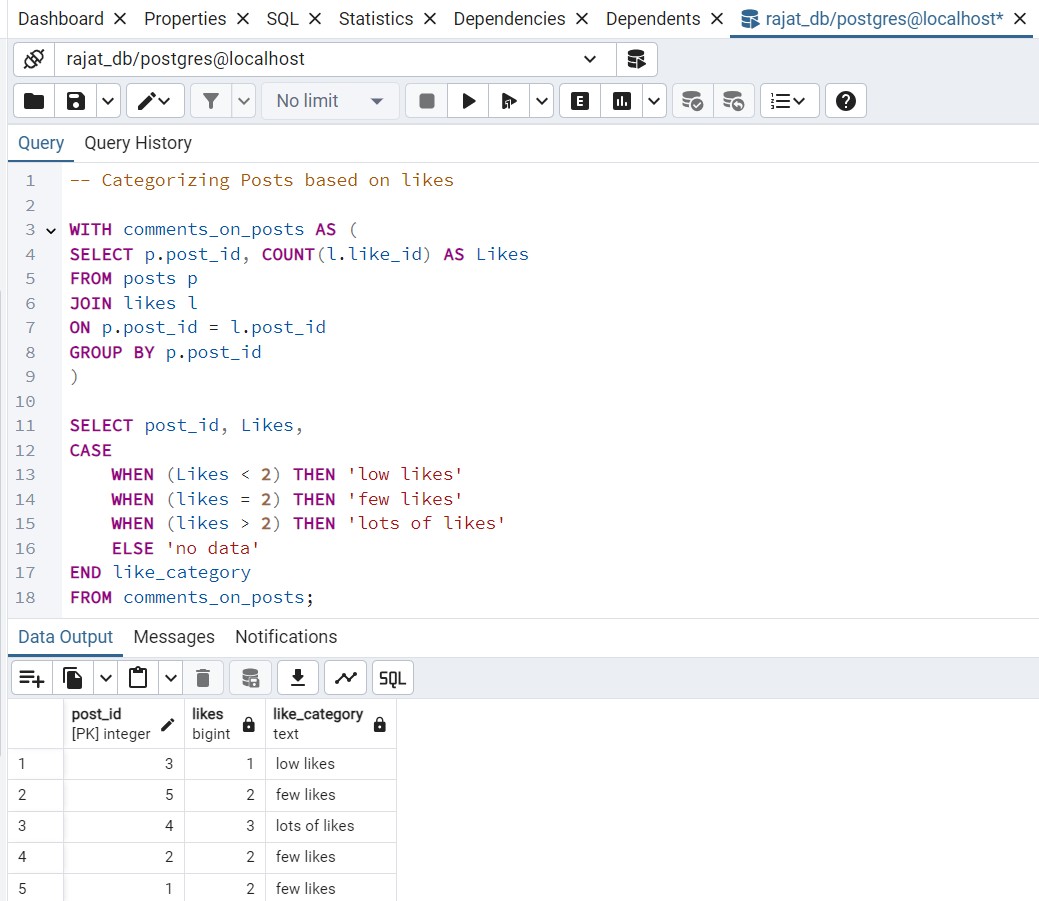 Dashboard × Properties × SQL × Statistics × Dependencies × Dependents × rajat_db/postgres@localhost* ×
rajat_db/postgres@localhost
No limit
E
Query Query History
1 -- Categorizing Posts based on likes
2
3 WITH comments_on_posts AS (
4 SELECT p.post_id, COUNT(l.like_id) AS Likes
5 FROM posts p
6 JOIN likes l
7 ON p.post_id = l.post_id
8 GROUP BY p.post_id
9 )
10
11 SELECT post_id, Likes,
12 CASE
13 WHEN (Likes < 2) THEN 'low likes'
14 WHEN (likes = 2) THEN 'few likes'
15 WHEN (likes > 2) THEN 'lots of likes'
16 ELSE 'no data'
17 END like_category
18 FROM comments_on_posts;
Data Output Messages Notifications
SQL
post_id likes like_category
[PK] integer bigint text
1 3 1 low likes
2 5 2 few likes
3 4 3 lots of likes
4 2 2 few likes
5 1 2 few likes